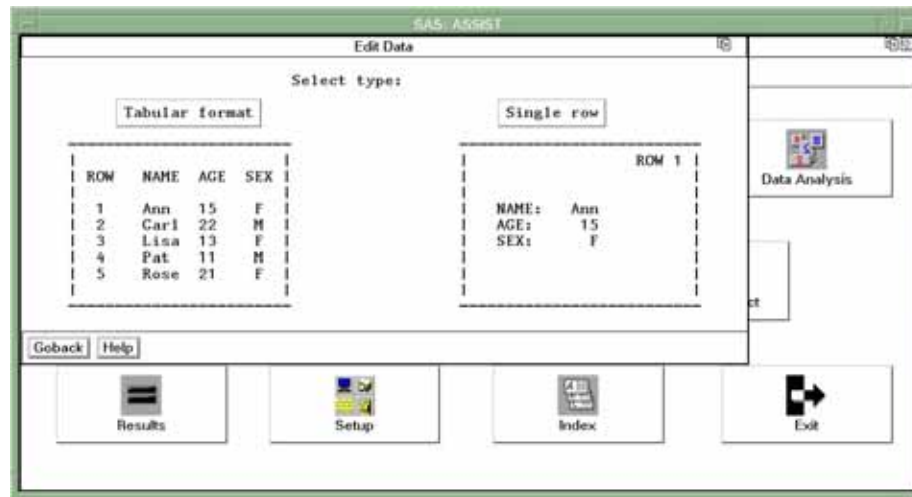 SAS: ASSIST
Edit Data
Select type:
Tabular format
ROW NAME AGE SEX
1 Ann 15 F
2 Carl 22 M
3 Lisa 13 F
4 Pat 11 M
5 Rose 21 F
Single row
ROW 1
NAME: Ann
AGE: 15
SEX: F
Data Analysis
ct
Goback Help
Results
Setup
Index
Exit